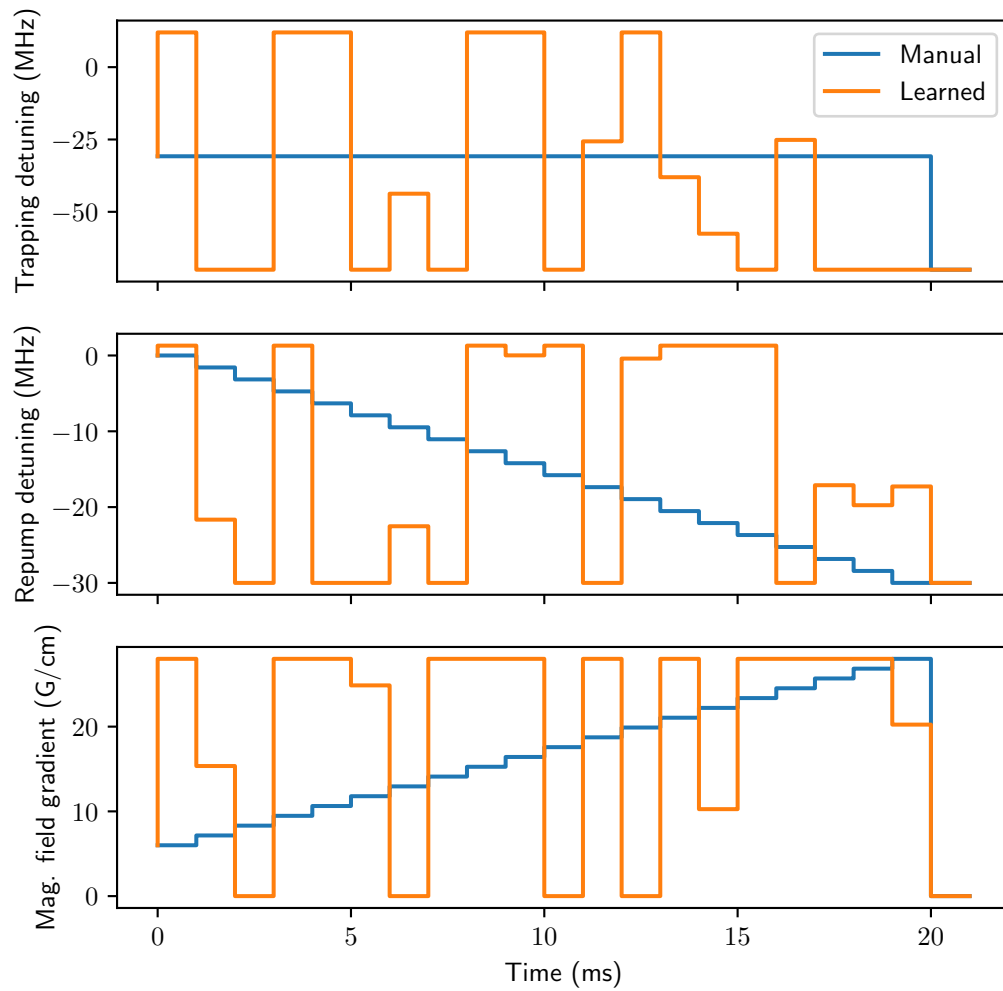 Trapping detuning (MHz)
0
−25
−50
Manual
Learned
Repump detuning (MHz)
0
−10
−20
−30
Mag. field gradient (G/cm)
20
10
0
0 5 10 15 20
Time (ms)